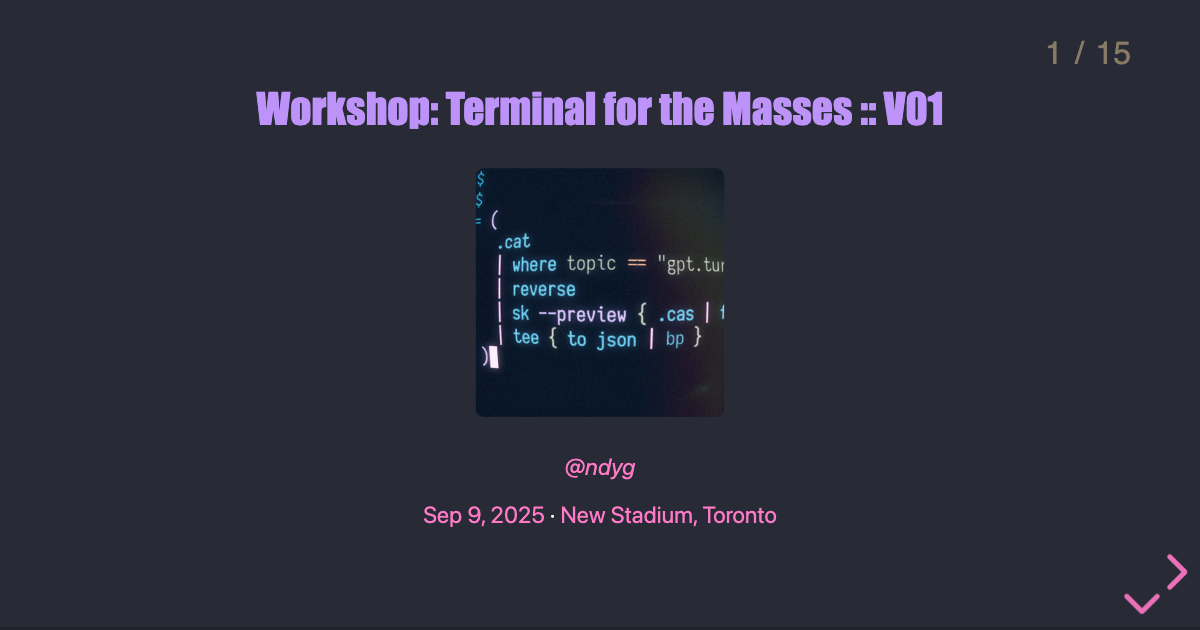 1 / 15
Workshop: Terminal for the Masses :: V01
$
$
= (
.cat
| where topic == "gpt.tur
| reverse
| sk --preview { .cas |
| tee { to json | bp }
)
@ndyg
Sep 9, 2025 · New Stadium, Toronto